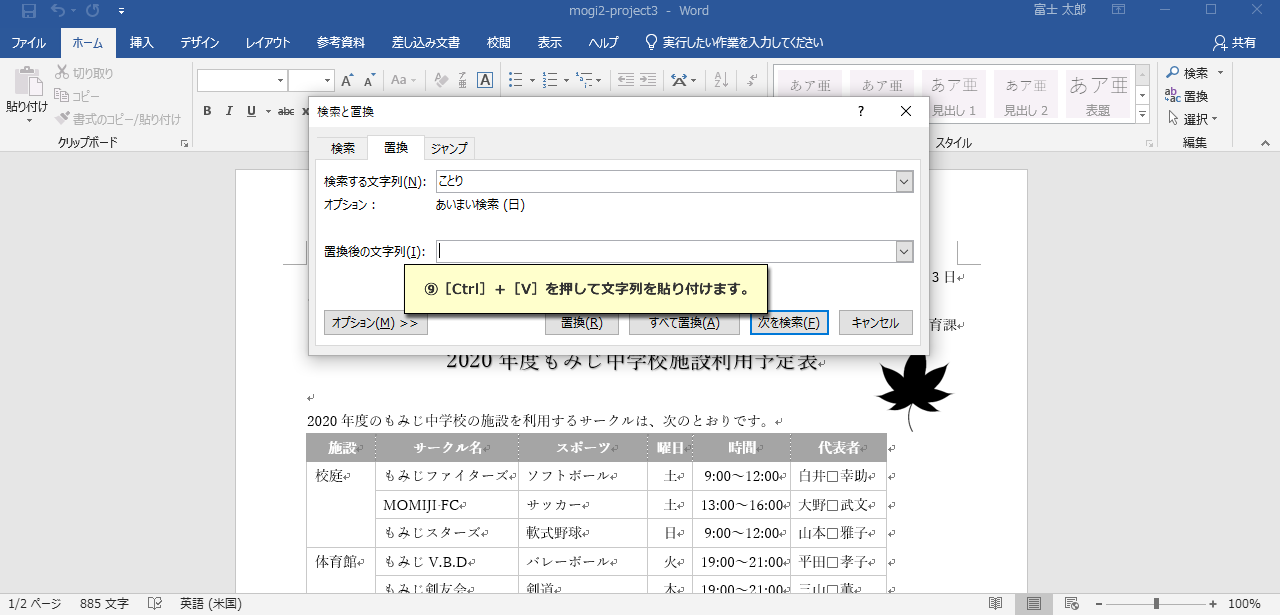 mogi2-project3 - Word
富士 太郎
ファイル ホーム 挿入 デザイン レイアウト 参考資料 差し込み文書 校閲 表示 ヘルプ 実行したい作業を入力してください 共有
貼り付け
切り取り
コピー
書式のコピー/貼り付け
クリップボード
Aa
A
B I U abc x
あア亜 あア亜 あア亜 あア亜 あア亜
見出し 1 見出し 2 表題
スタイル
検索
置換
選択
編集
検索と置換
? ×
検索 置換 ジャンプ
検索する文字列(N): ことり
オプション : あいまい検索 (日)
置換後の文字列(I):
⑨［Ctrl］＋［V］を押して文字列を貼り付けます。
オプション(M) >> 置換(R) すべて置換(A) 次を検索(F) キャンセル
3 日↵
育課↵
2020 年度もみじ中学校施設利用予定表↵
↵
2020 年度のもみじ中学校の施設を利用するサークルは、次のとおりです。↵
施設↵ サークル名↵ スポーツ↵ 曜日↵ 時間↵ 代表者↵
校庭↵ もみじファイターズ↵ ソフトボール↵ 土↵ 9:00～12:00↵ 白井□幸助↵
MOMIJI·FC↵ サッカー↵ 土↵ 13:00～16:00↵ 大野□武文↵
もみじスターズ↵ 軟式野球↵ 日↵ 9:00～12:00↵ 山本□雅子↵
体育館↵ もみじ V.B.D↵ バレーボール↵ 火↵ 19:00～21:00↵ 平田□孝子↵
もみじ剣友会↵ 剣道↵ 木↵ 19:00～21:00↵ 三山□薫↵
1/2 ページ 885 文字 英語 (米国) 100%